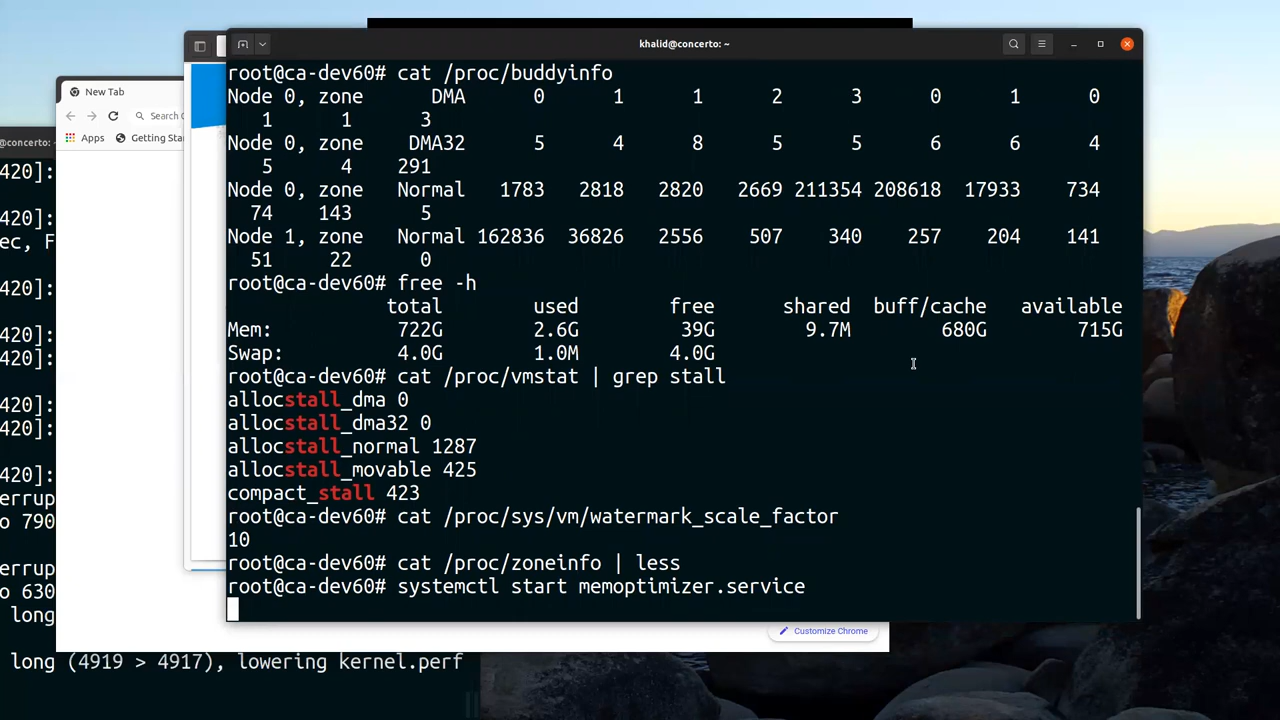 khalid@concerto: ~
root@ca-dev60# cat /proc/buddyinfo
Node 0, zone DMA 0 1 1 2 3 0 1 0
1 1 3
Node 0, zone DMA32 5 4 8 5 5 6 6 4
5 4 291
Node 0, zone Normal 1783 2818 2820 2669 211354 208618 17933 734
74 143 5
Node 1, zone Normal 162836 36826 2556 507 340 257 204 141
51 22 0
root@ca-dev60# free -h
total used free shared buff/cache available
Mem: 722G 2.6G 39G 9.7M 680G 715G
Swap: 4.0G 1.0M 4.0G
root@ca-dev60# cat /proc/vmstat | grep stall
allocstall_dma 0
allocstall_dma32 0
allocstall_normal 1287
allocstall_movable 425
compact_stall 423
root@ca-dev60# cat /proc/sys/vm/watermark_scale_factor
10
root@ca-dev60# cat /proc/zoneinfo | less
root@ca-dev60# systemctl start memoptimizer.service
New Tab
Search
Apps
Getting
Customize Chrome
@concerto: ~
420]:
420]:
ec, F
420]:
420]:
420]:
420]:
420]:
420]:
o 790
o 630
long
long (4919 > 4917), lowering kernel.perf